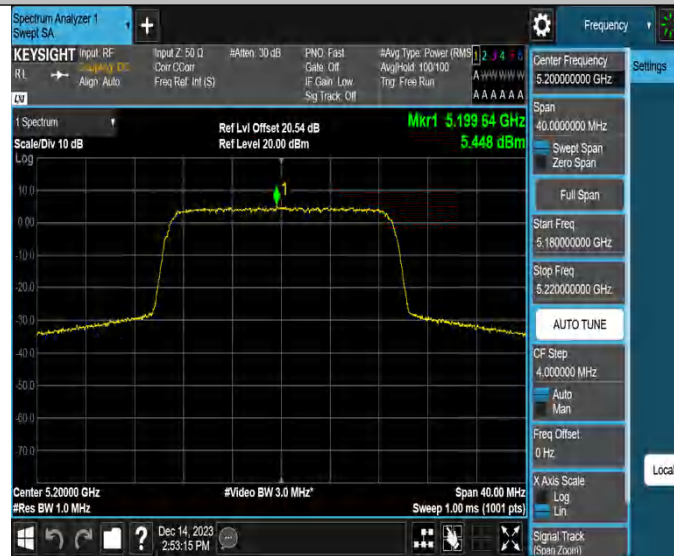 Spectrum Analyzer 1
Swept SA
Frequency
KEYSIGHT
RL
LXI
Input: RF
Coupling: DC
Align: Auto
Input Z: 50 Ω
Corr CCorr
Freq Ref: Int (S)
#Atten: 30 dB
PNO: Fast
Gate: Off
IF Gain: Low
Sig Track: Off
#Avg Type: Power (RMS
Avg|Hold: 100/100
Trig: Free Run
1 2 3 4 5 6
A W W W W W
A A A A A A
1 Spectrum
Scale/Div 10 dB
Log
Ref Lvl Offset 20.54 dB
Ref Level 20.00 dBm
Mkr1 5.199 64 GHz
5.448 dBm
1
10.0
0.00
-10.0
-20.0
-30.0
-40.0
-50.0
-60.0
-70.0
Center 5.20000 GHz
#Res BW 1.0 MHz
#Video BW 3.0 MHz*
Span 40.00 MHz
Sweep 1.00 ms (1001 pts)
Dec 14, 2023
2:53:15 PM
Center Frequency
5.200000000 GHz
Settings
Span
40.0000000 MHz
Swept Span
Zero Span
Full Span
Start Freq
5.180000000 GHz
Stop Freq
5.220000000 GHz
AUTO TUNE
CF Step
4.000000 MHz
Auto
Man
Freq Offset
0 Hz
Local
X Axis Scale
Log
Lin
Signal Track
(Span Zoom)